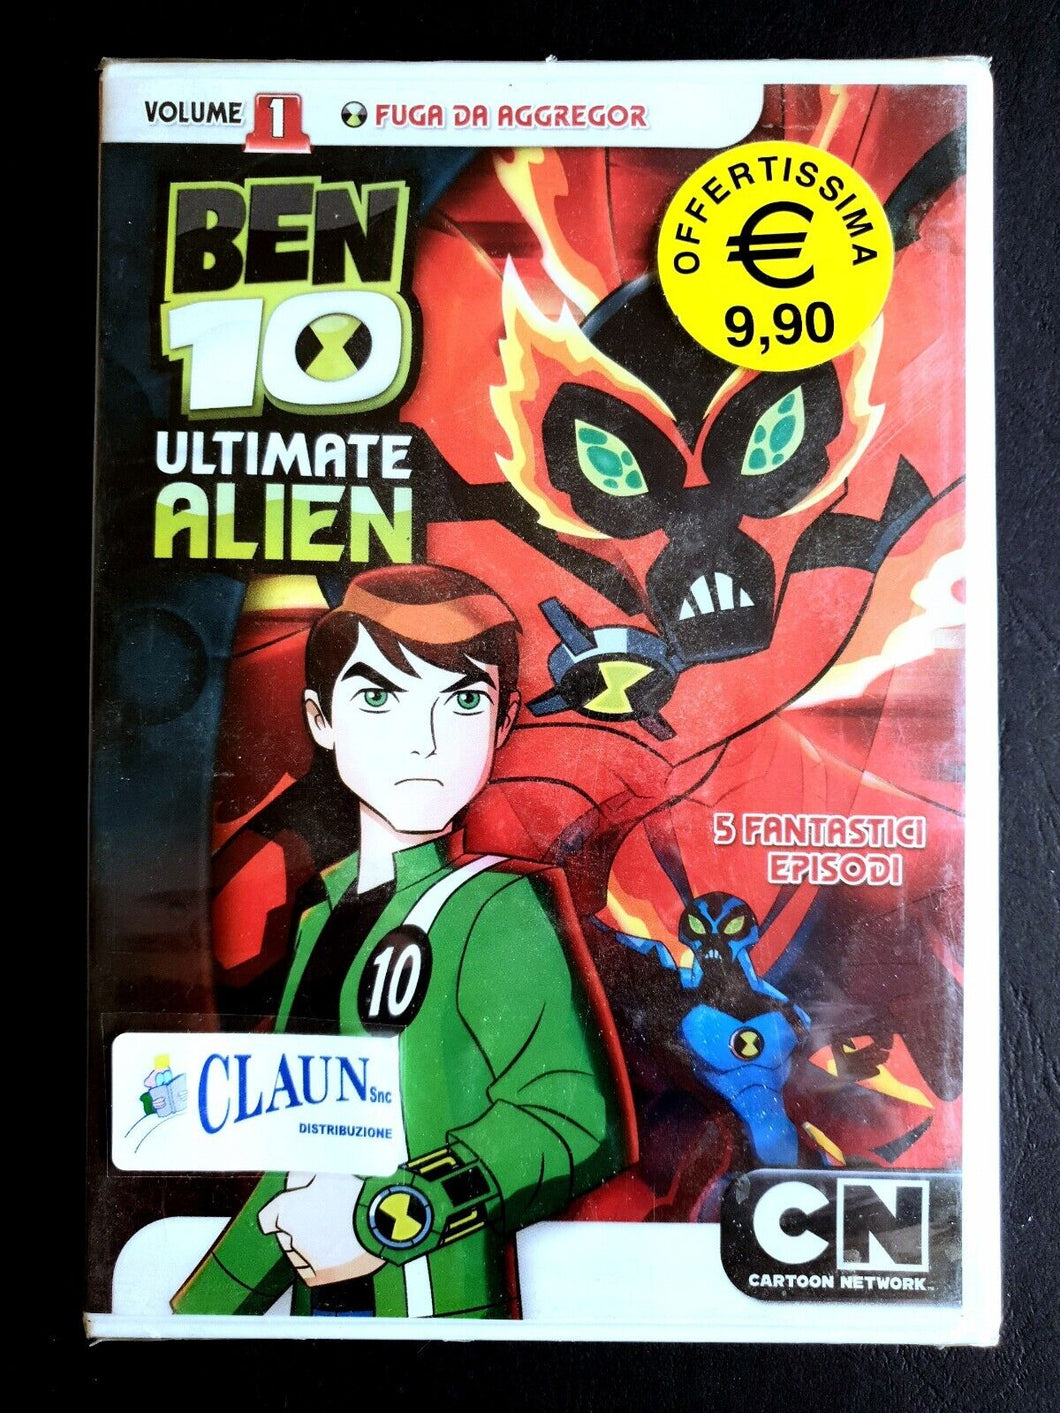 VOLUME 1 FUGA DA AGGREGOR
OFFERTISSIMA
€
9,90
BEN
10
ULTIMATE
ALIEN
5 FANTASTICI
EPISODI
10
CLAUN Snc
DISTRIBUZIONE
CN
CARTOON NETWORK™